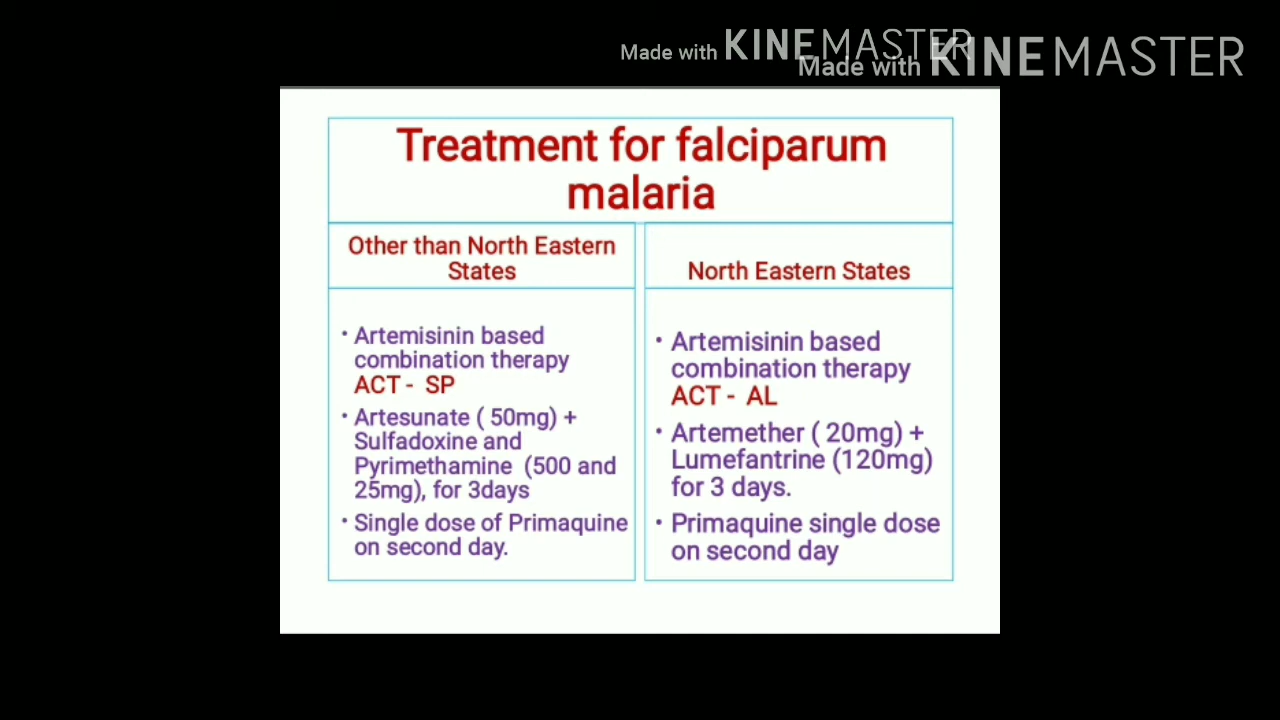 Made with KINEMASTER
Made with KINEMASTER
Treatment for falciparum
malaria
Other than North Eastern
States
• Artemisinin based
combination therapy
ACT - SP
• Artesunate ( 50mg) +
Sulfadoxine and
Pyrimethamine (500 and
25mg), for 3days
• Single dose of Primaquine
on second day.
North Eastern States
• Artemisinin based
combination therapy
ACT - AL
• Artemether ( 20mg) +
Lumefantrine (120mg)
for 3 days.
• Primaquine single dose
on second day